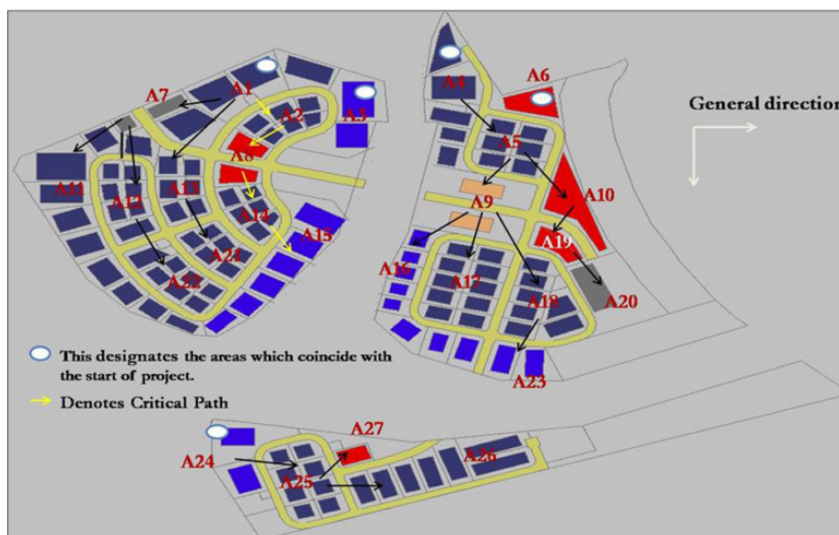 A7
A1
A2
A3
A8
A11
A12
A13
A14
A15
A21
A22
A4
A6
A5
A10
A9
A19
A16
A17
A18
A20
A23
General direction
This designates the areas which coincide with
the start of project.
Denotes Critical Path
A27
A24
A25
A26